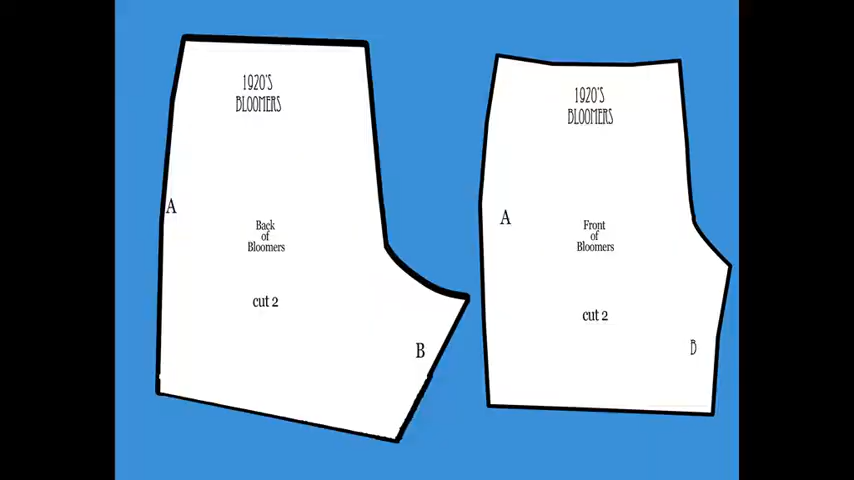 1920'S
BLOOMERS
A
Back
of
Bloomers
cut 2
B
1920'S
BLOOMERS
A
Front
of
Bloomers
cut 2
B